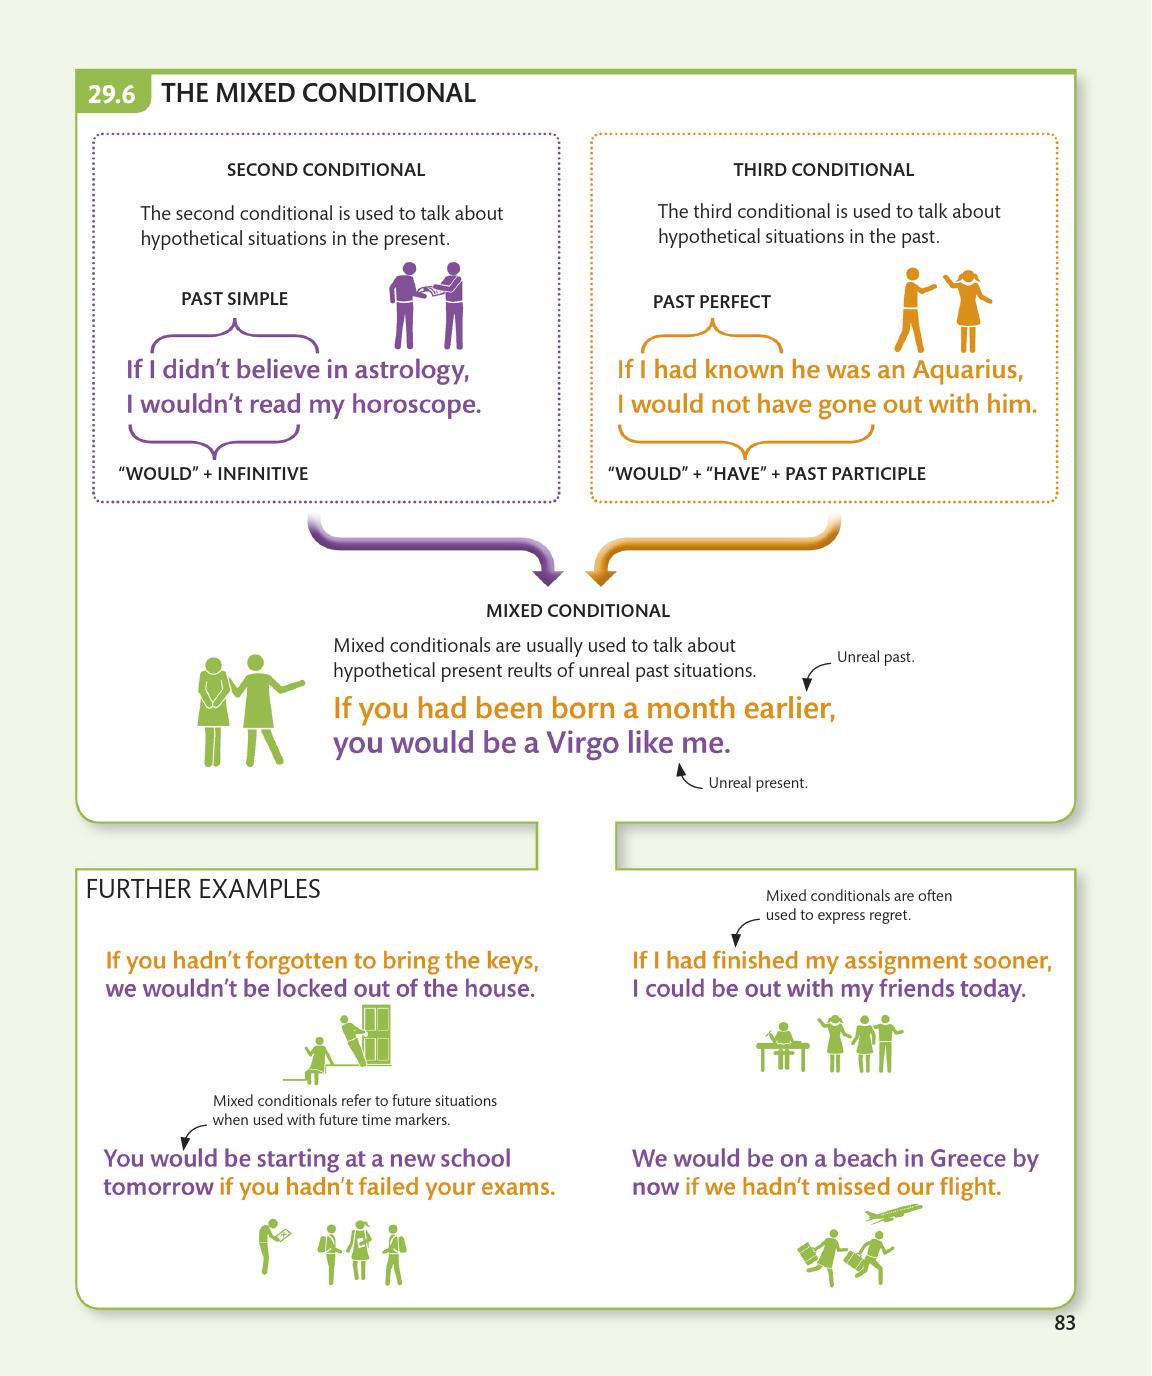 29.6 THE MIXED CONDITIONAL
SECOND CONDITIONAL
The second conditional is used to talk about
hypothetical situations in the present.
PAST SIMPLE
If I didn’t believe in astrology,
I wouldn‘t read my horoscope.
“WOULD” + INFINITIVE
THIRD CONDITIONAL
The third conditional is used to talk about
hypothetical situations in the past.
PAST PERFECT
If I had known he was an Aquarius,
I would not have gone out with him.
“WOULD” + “HAVE” + PAST PARTICIPLE
MIXED CONDITIONAL
Mixed conditionals are usually used to talk about
hypothetical present reults of unreal past situations.
Unreal past.
If you had been born a month earlier,
you would be a Virgo like me.
Unreal present.
FURTHER EXAMPLES
If you hadn’t forgotten to bring the keys,
we wouldn’t be locked out of the house.
Mixed conditionals are often
used to express regret.
If I had finished my assignment sooner,
I could be out with my friends today.
Mixed conditionals refer to future situations
when used with future time markers.
You would be starting at a new school
tomorrow if you hadn’t failed your exams.
We would be on a beach in Greece by
now if we hadn’t missed our flight.
83